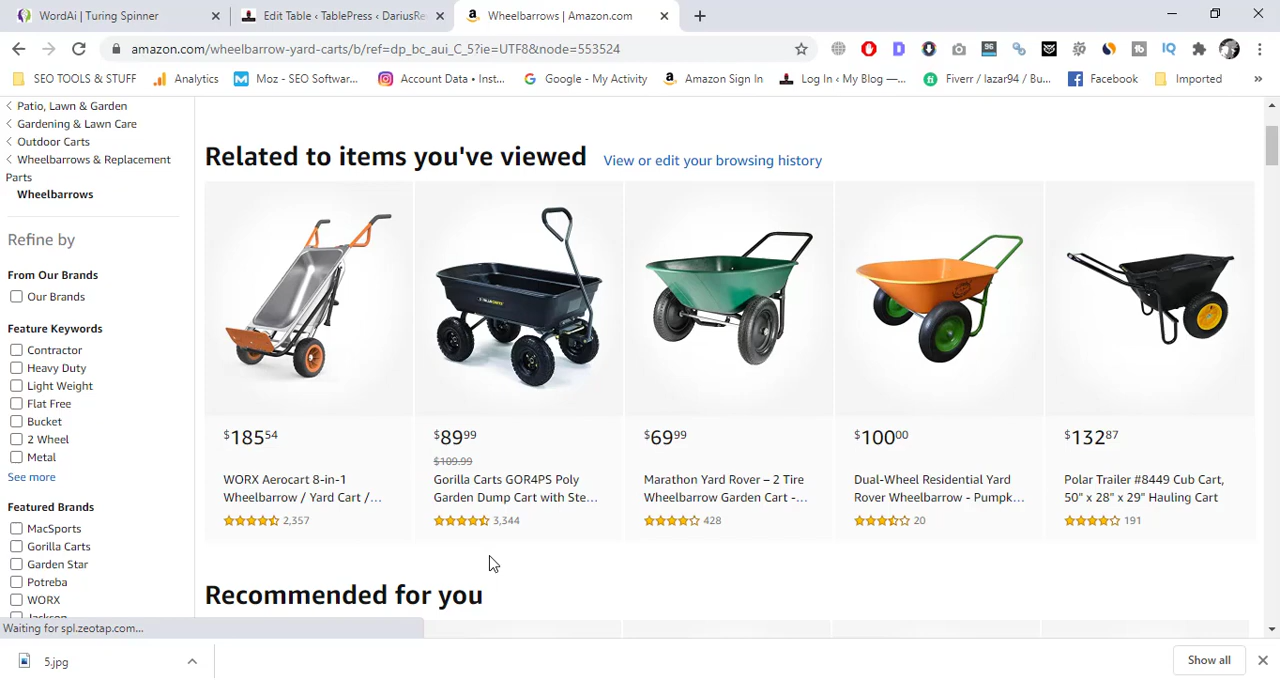 WordAi | Turing Spinner
Edit Table ‹ TablePress ‹ DariusRe
Wheelbarrows | Amazon.com
amazon.com/wheelbarrow-yard-carts/b/ref=dp_bc_aui_C_5?ie=UTF8&node=553524
96
IQ
SEO TOOLS & STUFF
Analytics
Moz - SEO Software...
Account Data • Inst...
Google - My Activity
Amazon Sign In
Log In ‹ My Blog —...
Fiverr / lazar94 / Bu...
Facebook
Imported
Patio, Lawn & Garden
Gardening & Lawn Care
Outdoor Carts
Wheelbarrows & Replacement
Parts
Wheelbarrows
Refine by
From Our Brands
Our Brands
Feature Keywords
Contractor
Heavy Duty
Light Weight
Flat Free
Bucket
2 Wheel
Metal
See more
Featured Brands
MacSports
Gorilla Carts
Garden Star
Potreba
WORX
Jackson
Related to items you've viewed View or edit your browsing history
$185.54
WORX Aerocart 8-in-1
Wheelbarrow / Yard Cart /...
2,357
$89.99
$109.99
Gorilla Carts GOR4PS Poly
Garden Dump Cart with Ste...
3,344
$69.99
Marathon Yard Rover – 2 Tire
Wheelbarrow Garden Cart -...
428
$100.00
Dual-Wheel Residential Yard
Rover Wheelbarrow - Pumpk...
20
$132.87
Polar Trailer #8449 Cub Cart,
50" x 28" x 29" Hauling Cart
191
Recommended for you
Waiting for spl.zeotap.com...
5.jpg
Show all